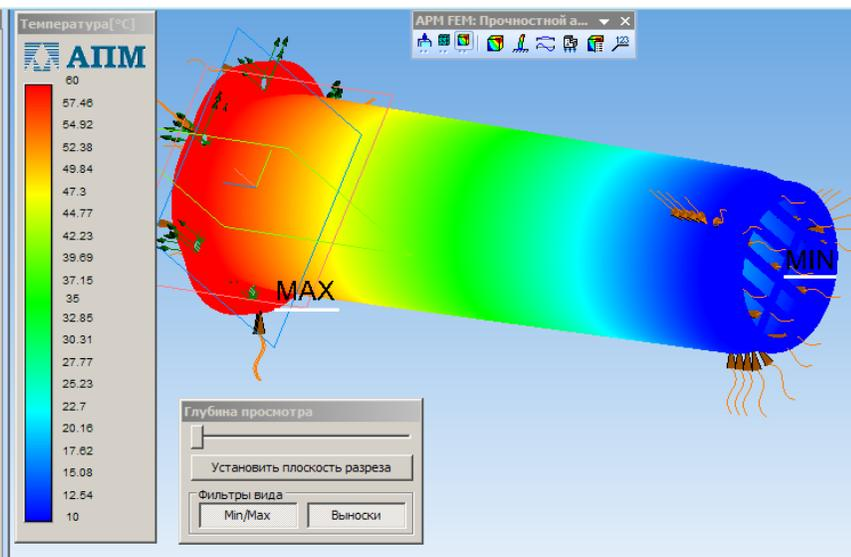 Температура[°C]
АПМ
60
57.46
54.92
52.38
49.84
47.3
44.77
42.23
39.69
37.15
35
32.85
30.31
27.77
25.23
22.7
20.16
17.62
15.08
12.54
10
APM FEM: Прочностной а...
123
MAX
MIN
Глубина просмотра
Установить плоскость разреза
Фильтры вида
Min/Max
Выноски